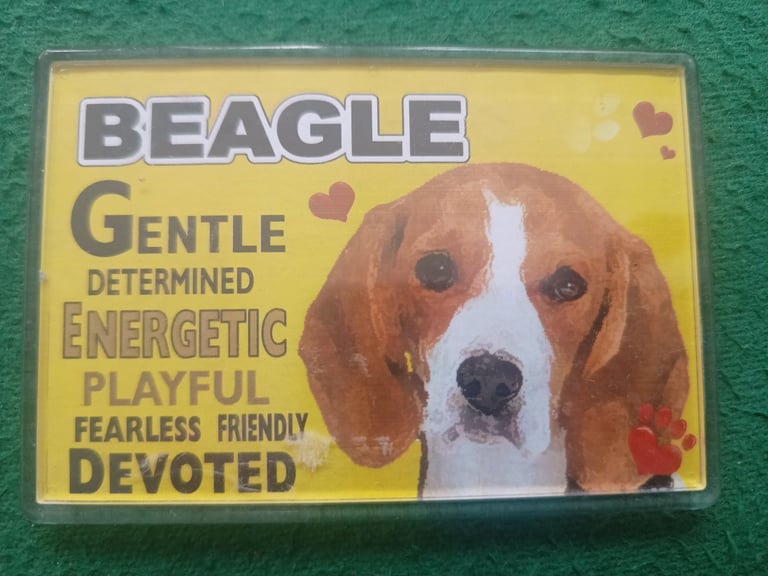 BEAGLE
GENTLE
DETERMINED
ENERGETIC
PLAYFUL
FEARLESS FRIENDLY
DEVOTED